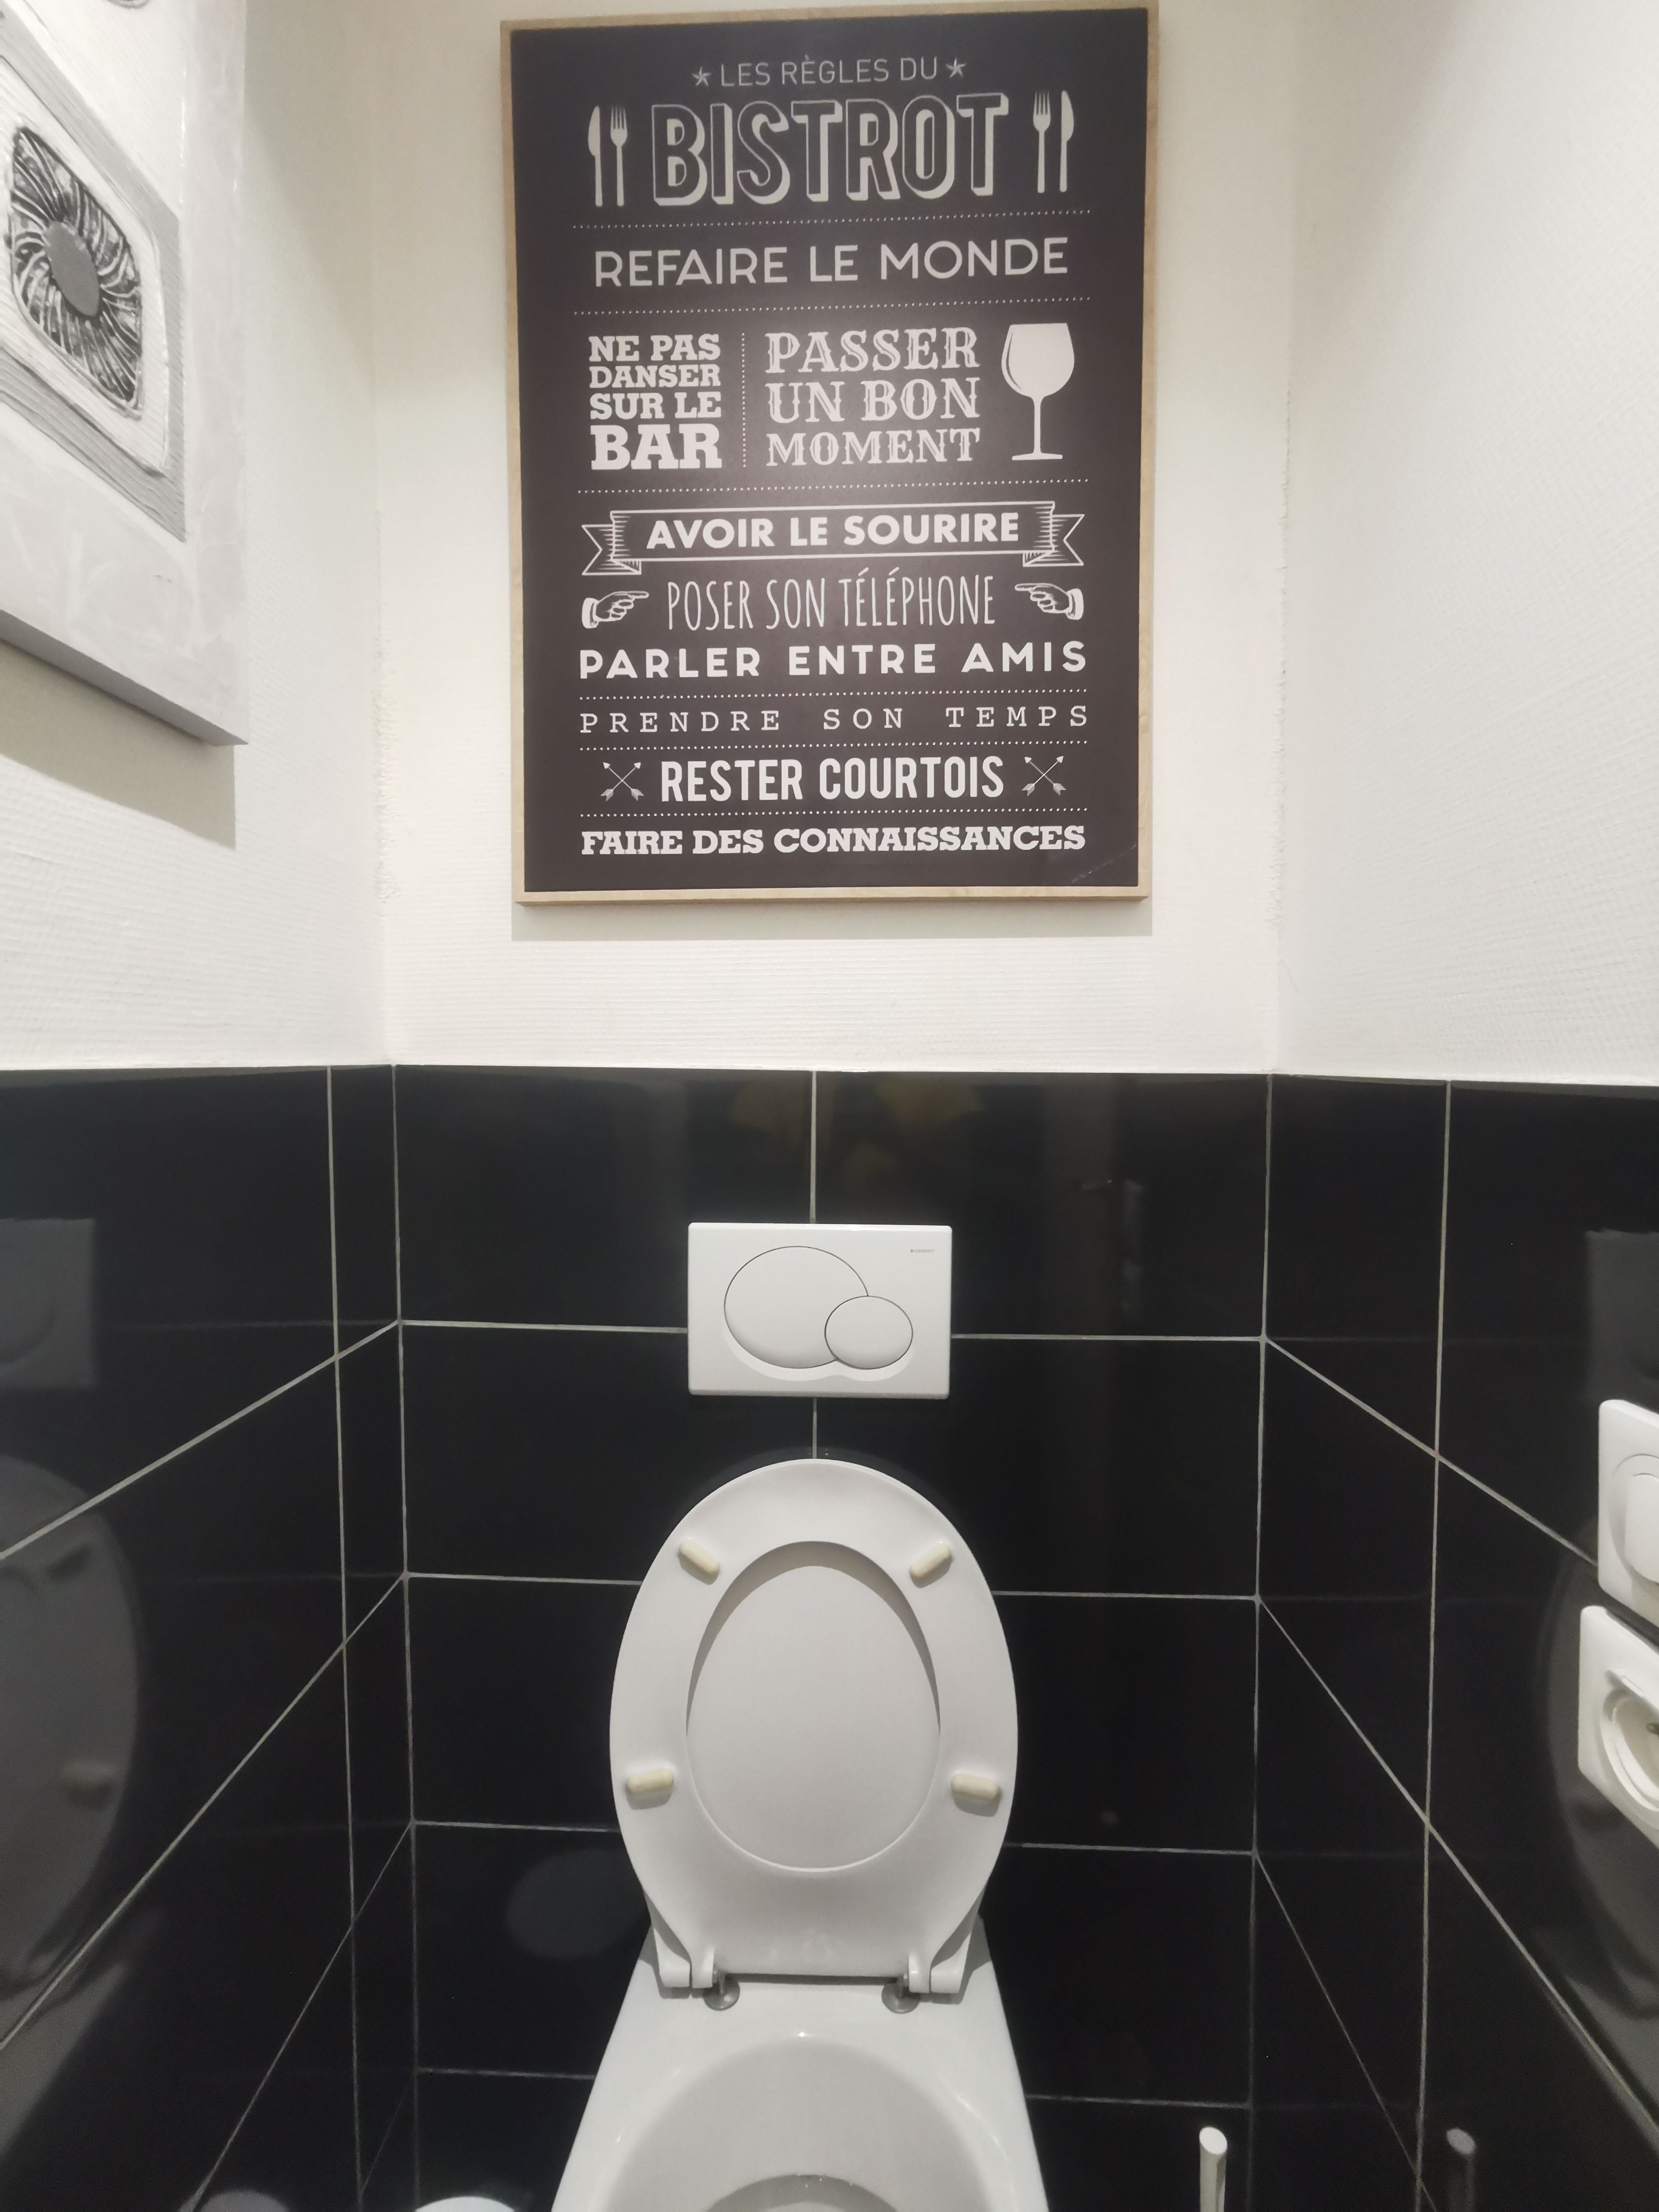 LES RÈGLES DU
BISTROT
REFAIRE LE MONDE
NE PAS
DANSER
SUR LE
BAR
PASSER
UN BON
MOMENT
AVOIR LE SOURIRE
POSER SON TÉLÉPHONE
PARLER ENTRE AMIS
PRENDRE SON TEMPS
RESTER COURTOIS
FAIRE DES CONNAISSANCES